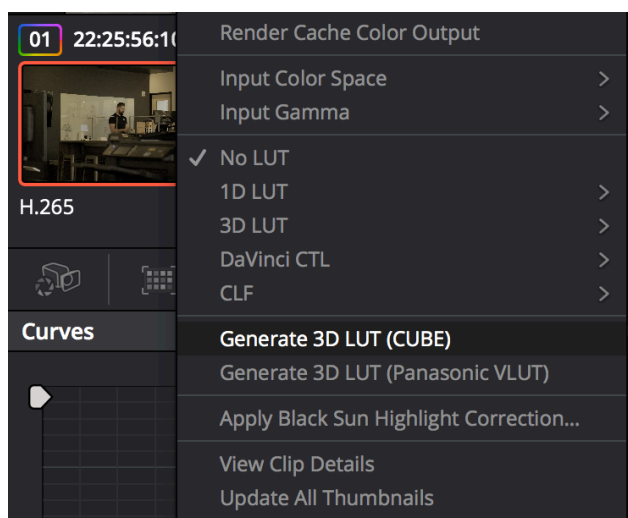 01 22:25:56:10
H.265
Curves
Render Cache Color Output
Input Color Space
Input Gamma
No LUT
1D LUT
3D LUT
DaVinci CTL
CLF
Generate 3D LUT (CUBE)
Generate 3D LUT (Panasonic VLUT)
Apply Black Sun Highlight Correction...
View Clip Details
Update All Thumbnails